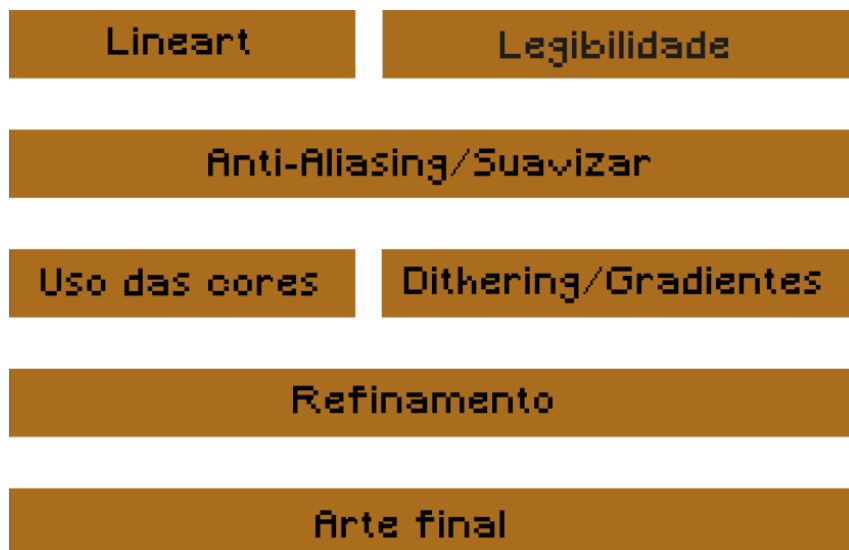 Lineart
Legibilidade
Anti-Aliasing/Suavizar
Uso das cores
Dithering/Gradientes
Refinamento
Arte final